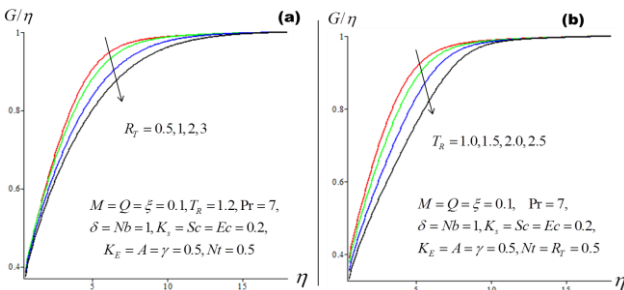 G/η
(a)
1
0.8
0.6
0.4
5
10
15
η
R_T = 0.5,1,2,3
M = Q = ξ = 0.1, T_R = 1.2, Pr = 7,
δ = Nb = 1, K_s = Sc = Ec = 0.2,
K_E = A = γ = 0.5, Nt = 0.5
G/η
(b)
1
0.8
0.6
0.4
5
10
15
η
T_R = 1.0,1.5,2.0,2.5
M = Q = ξ = 0.1, Pr = 7,
δ = Nb = 1, K_s = Sc = Ec = 0.2,
K_E = A = γ = 0.5, Nt = R_T = 0.5